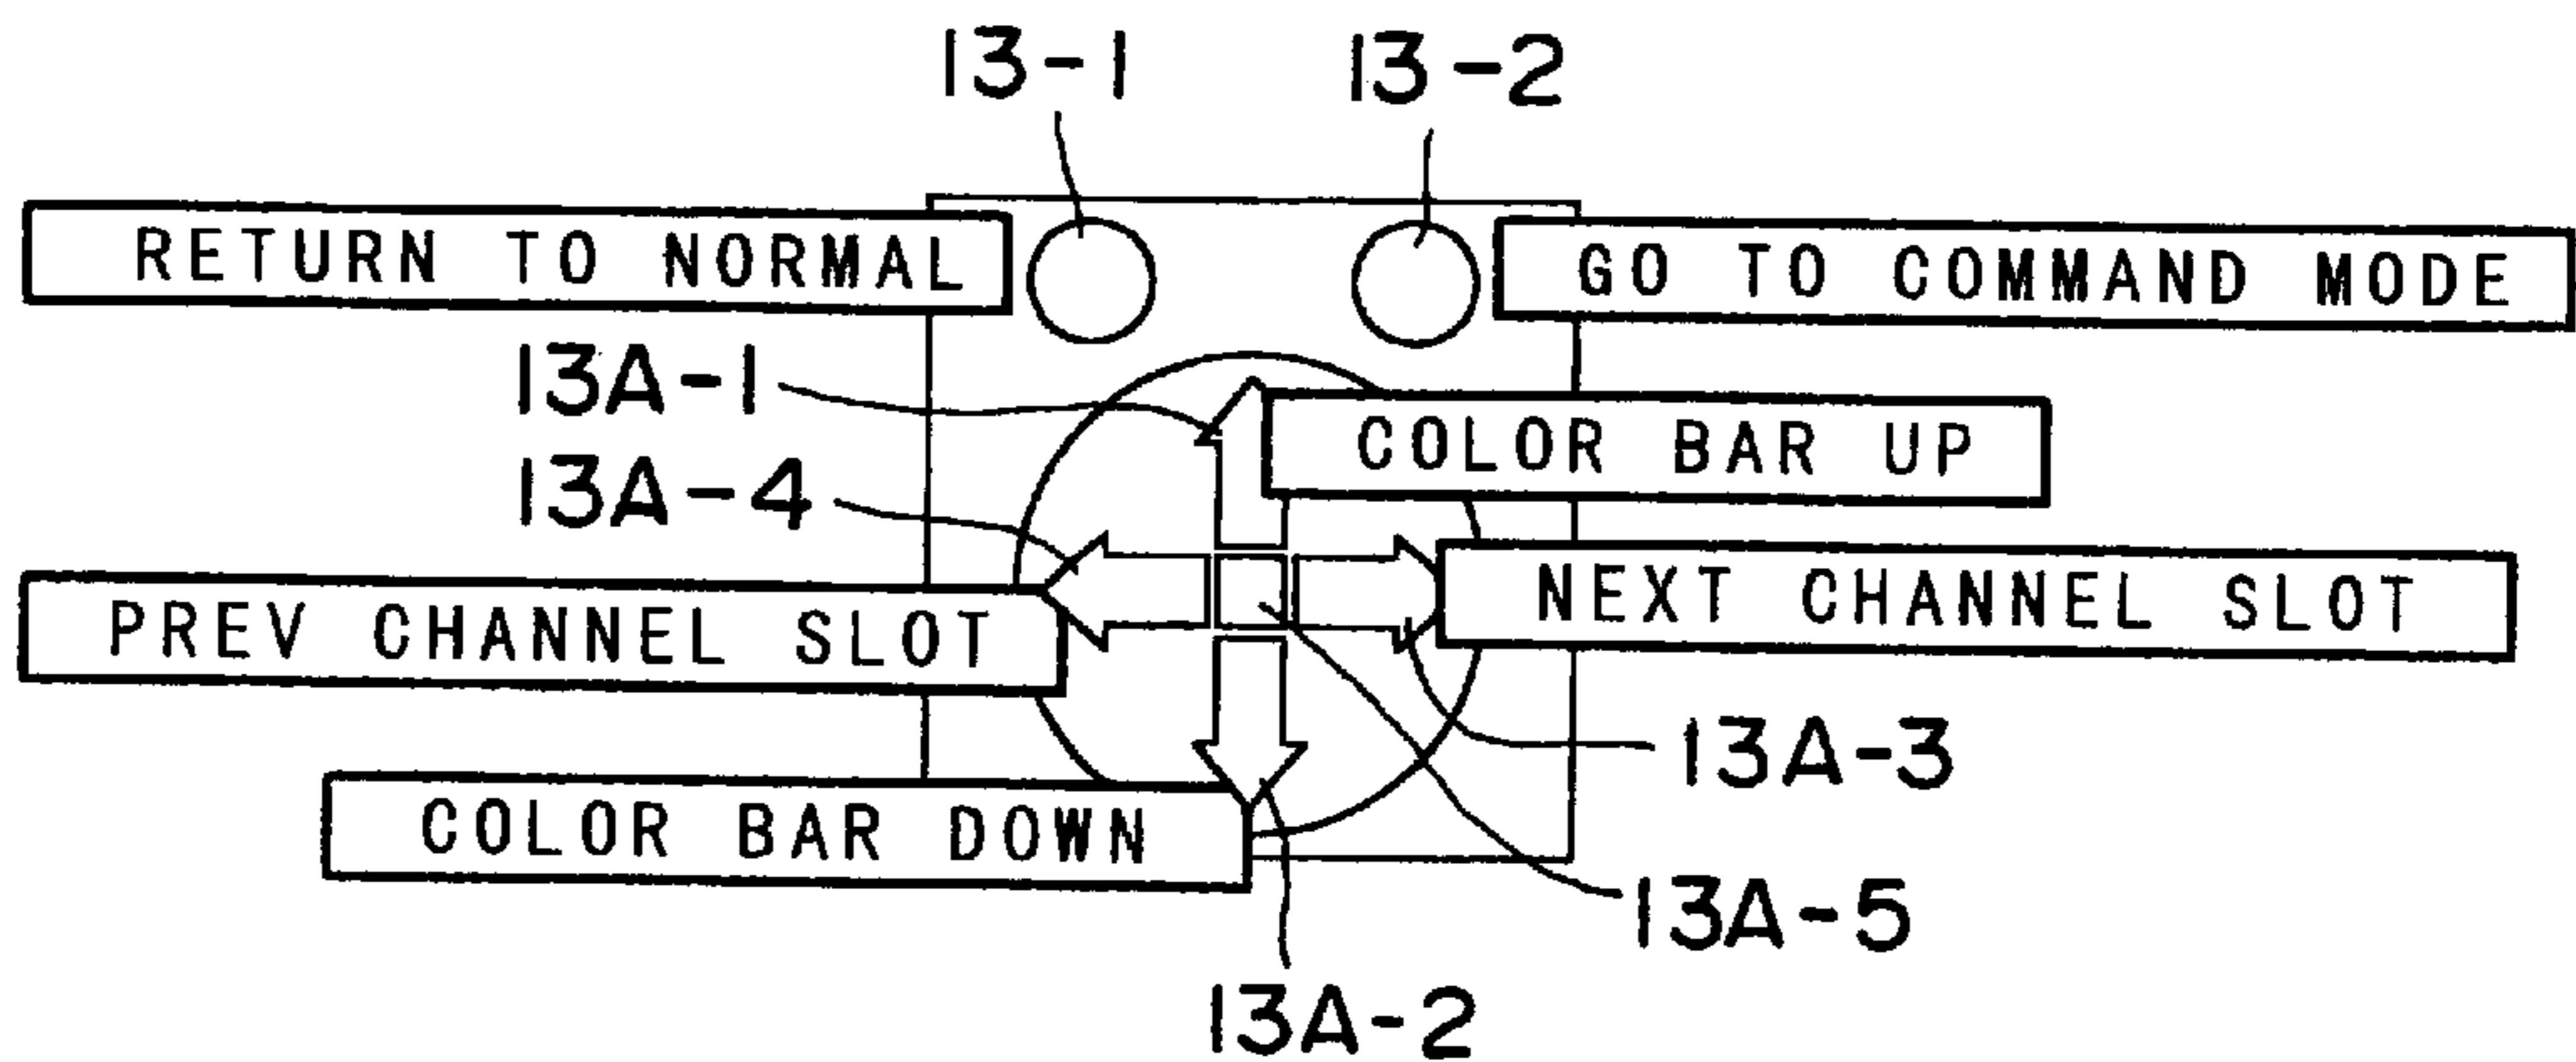 13-1
13-2
RETURN TO NORMAL
GO TO COMMAND MODE
13A-1
COLOR BAR UP
13A-4
NEXT CHANNEL SLOT
PREV CHANNEL SLOT
13A-3
COLOR BAR DOWN
13A-5
13A-2